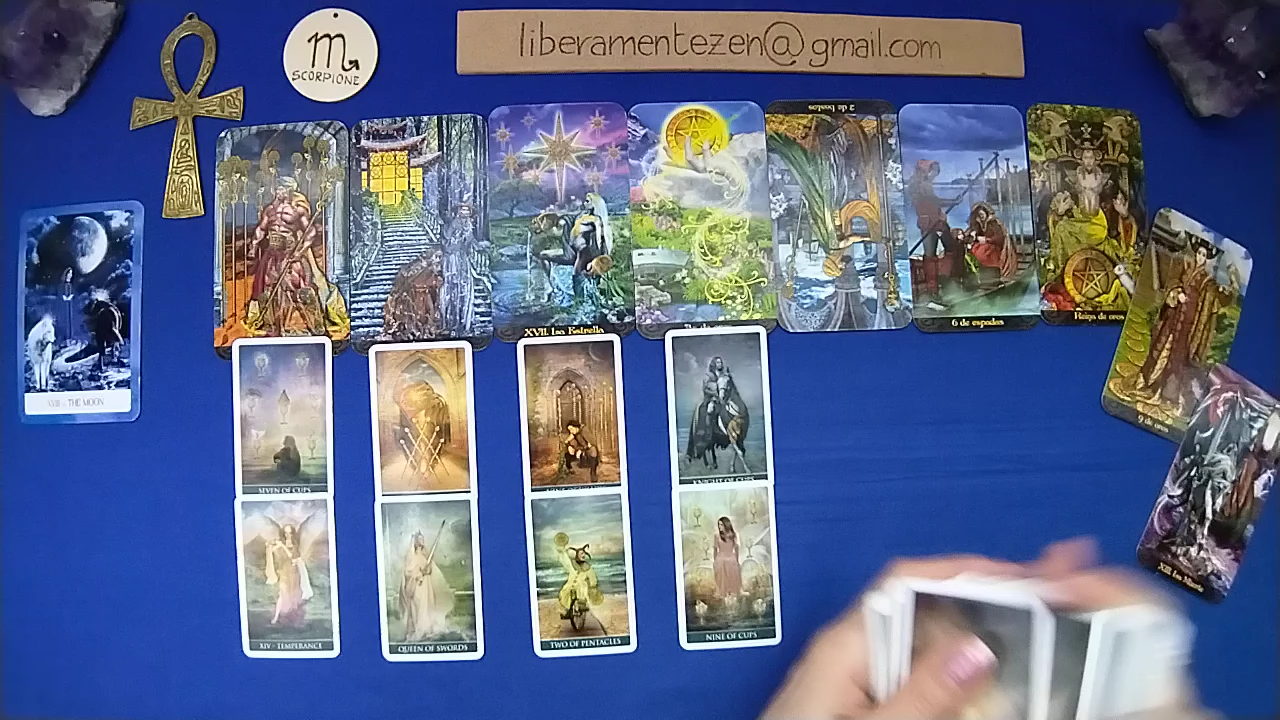 liberamentezen@gmail.com
SCORPIONE
2 de bastos
XVII. La Estrella
6 de espadas
Reina de oros
9 de oros
XVIII - THE MOON
SEVEN OF CUPS
KNIGHT OF CUPS
XIII. La Muerte
XIV - TEMPERANCE
QUEEN OF SWORDS
TWO OF PENTACLES
NINE OF CUPS